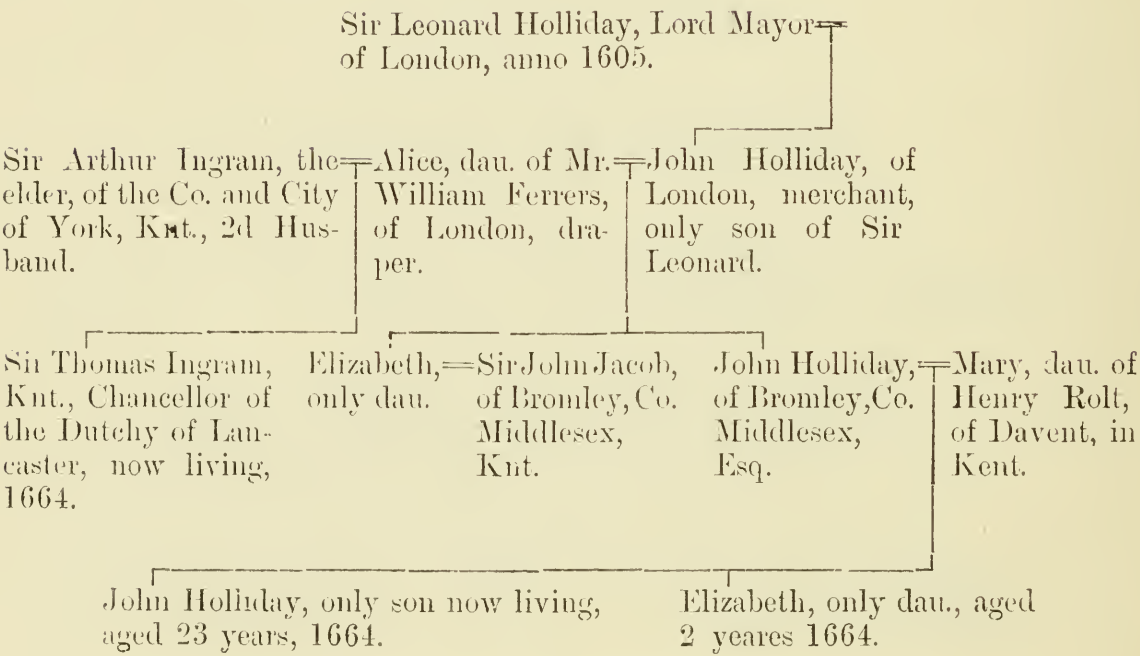 Sir Leonard Holliday, Lord Mayor
of London, anno 1605.
Sir Arthur Ingram, the
elder, of the Co. and City
of York, Knt., 2d Hus-
band.
Alice, dau. of Mr.
William Ferrers,
of London, dra-
per.
John Holliday, of
London, merchant,
only son of Sir
Leonard.
Sir Thomas Ingram,
Knt., Chancellor of
the Dutchy of Lan-
caster, now living,
1664.
Elizabeth,
only dau.
Sir John Jacob,
of Bromley, Co.
Middlesex,
Knt.
John Holliday,
of Bromley, Co.
Middlesex,
Esq.
Mary, dau. of
Henry Rolt,
of Davent, in
Kent.
John Holliday, only son now living,
aged 23 years, 1664.
Elizabeth, only dau., aged
2 yeares 1664.